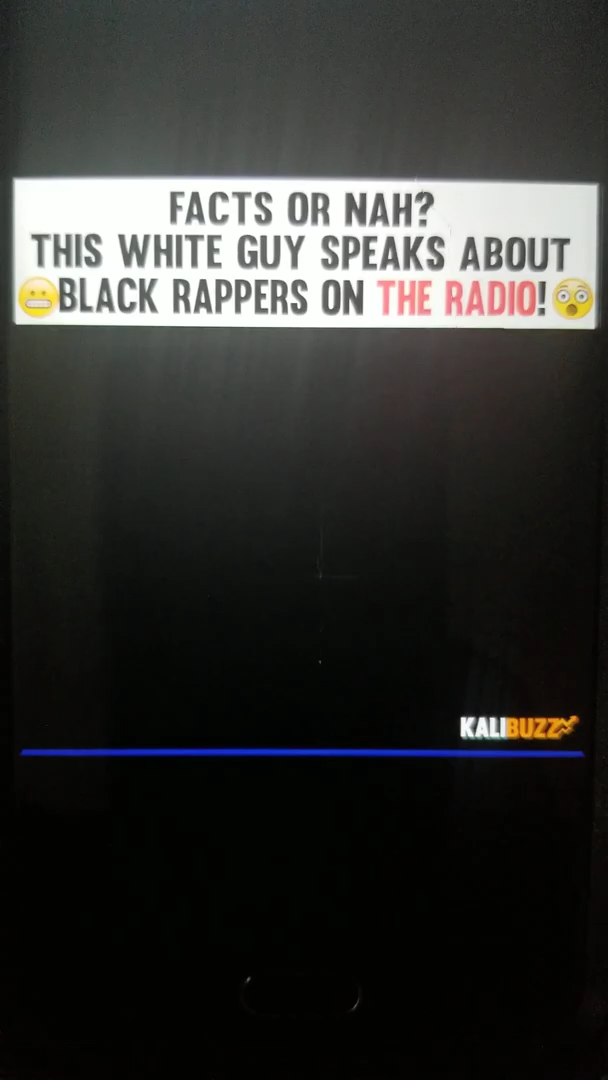 FACTS OR NAH?
THIS WHITE GUY SPEAKS ABOUT
BLACK RAPPERS ON THE RADIO!
KALIBUZZ